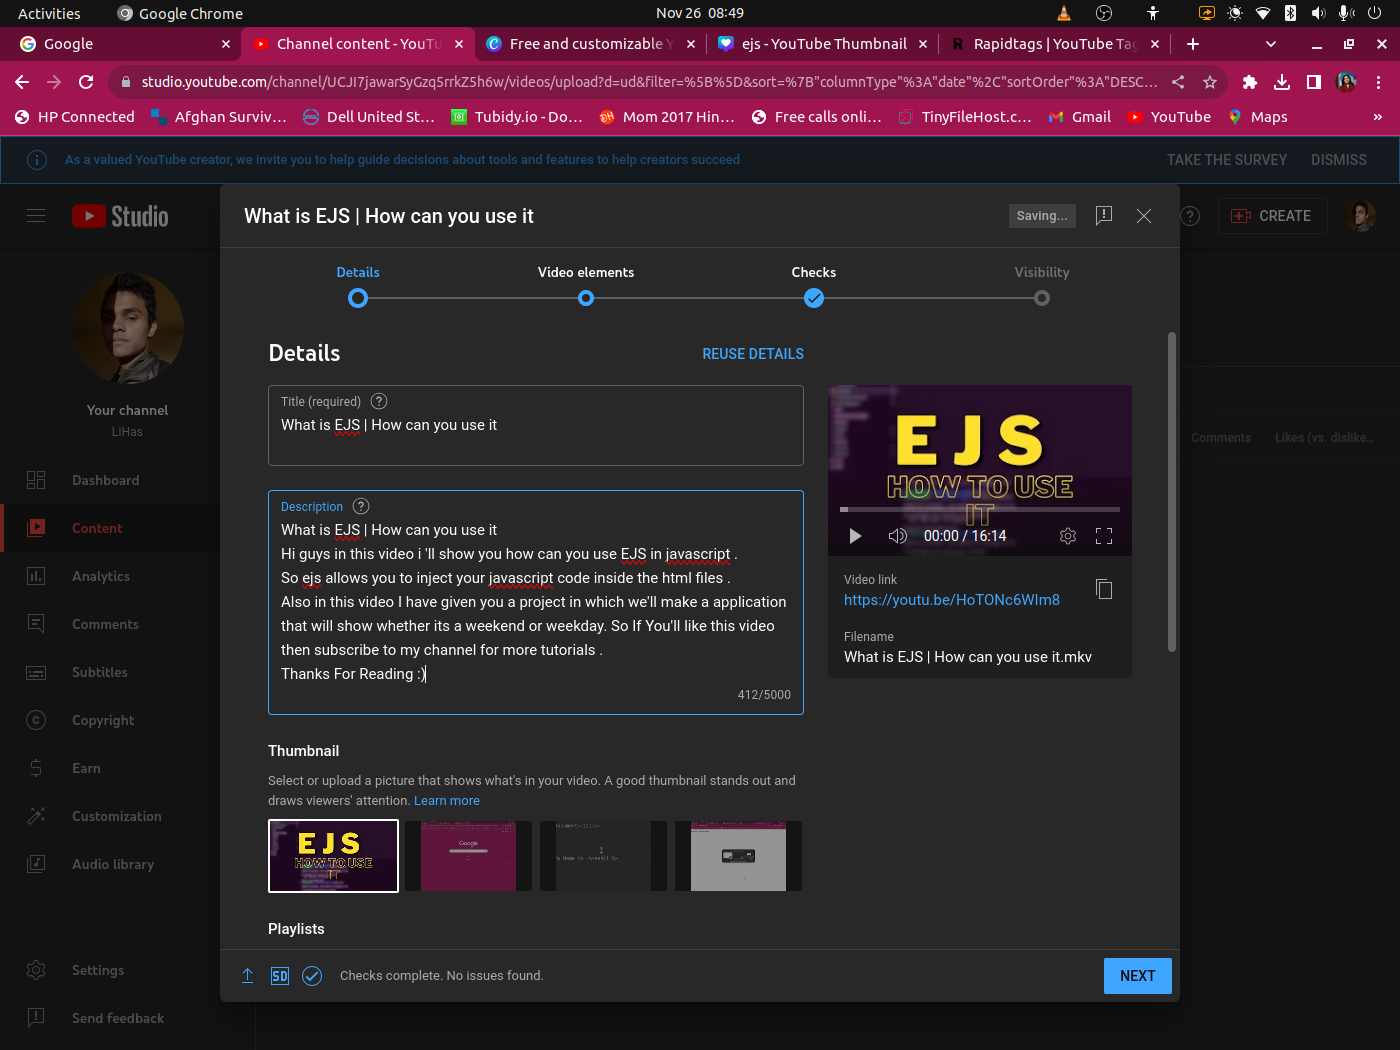 Activities
Google Chrome
Nov 26 08:49
Google
Channel content - YouTu
Free and customizable Y
ejs - YouTube Thumbnail
Rapidtags | YouTube Tag
studio.youtube.com/channel/UCJI7jawarSyGzq5rrkZ5h6w/videos/upload?d=ud&filter=%5B%5D&sort=%7B"columnType"%3A"date"%2C"sortOrder"%3A"DESC...
HP Connected
Afghan Surviv...
Dell United St...
Tubidy.io - Do...
Mom 2017 Hin...
Free calls onli...
TinyFileHost.c...
Gmail
YouTube
Maps
»
As a valued YouTube creator, we invite you to help guide decisions about tools and features to help creators succeed
TAKE THE SURVEY
DISMISS
Studio
What is EJS | How can you use it
Saving...
CREATE
Details
Video elements
Checks
Visibility
Your channel
LiHas
Dashboard
Content
Analytics
Comments
Subtitles
Copyright
Earn
Customization
Audio library
Settings
Send feedback
Details
REUSE DETAILS
Title (required)
What is EJS | How can you use it
Description
What is EJS | How can you use it
Hi guys in this video i 'll show you how can you use EJS in javascript .
So ejs allows you to inject your javascript code inside the html files .
Also in this video I have given you a project in which we'll make a application
that will show whether its a weekend or weekday. So If You'll like this video
then subscribe to my channel for more tutorials .
Thanks For Reading :)
412/5000
EJS
HOW TO USE
IT
00:00 / 16:14
Video link
https://youtu.be/HoTONc6Wlm8
Filename
What is EJS | How can you use it.mkv
Comments
Likes (vs. dislike...
Thumbnail
Select or upload a picture that shows what's in your video. A good thumbnail stands out and
draws viewers' attention. Learn more
EJS
HOW TO USE
IT
Google
Playlists
SD
Checks complete. No issues found.
NEXT